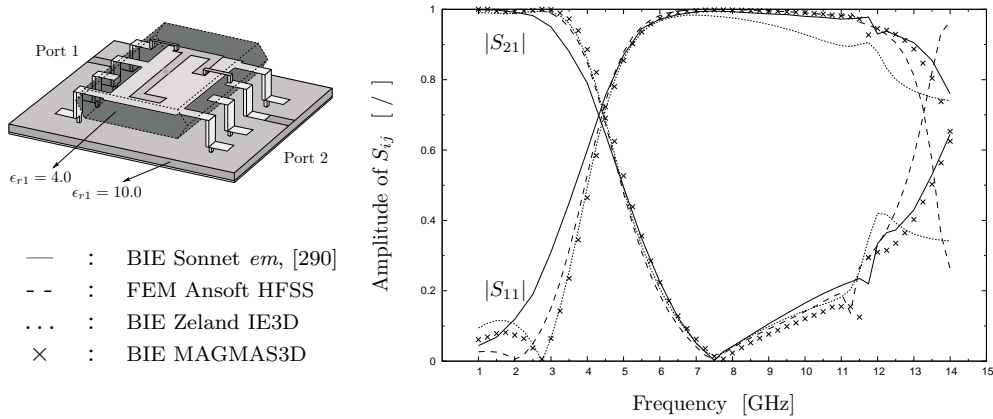 Port 1
Port 2
ϵr1 = 4.0
ϵr1 = 10.0
— : BIE Sonnet em, [290]
- - : FEM Ansoft HFSS
... : BIE Zeland IE3D
× : BIE MAGMAS3D
Amplitude of Sij [ / ]
1
0.8
0.6
0.4
0.2
0
|S21|
|S11|
0 1 2 3 4 5 6 7 8 9 10 11 12 13 14 15
Frequency [GHz]